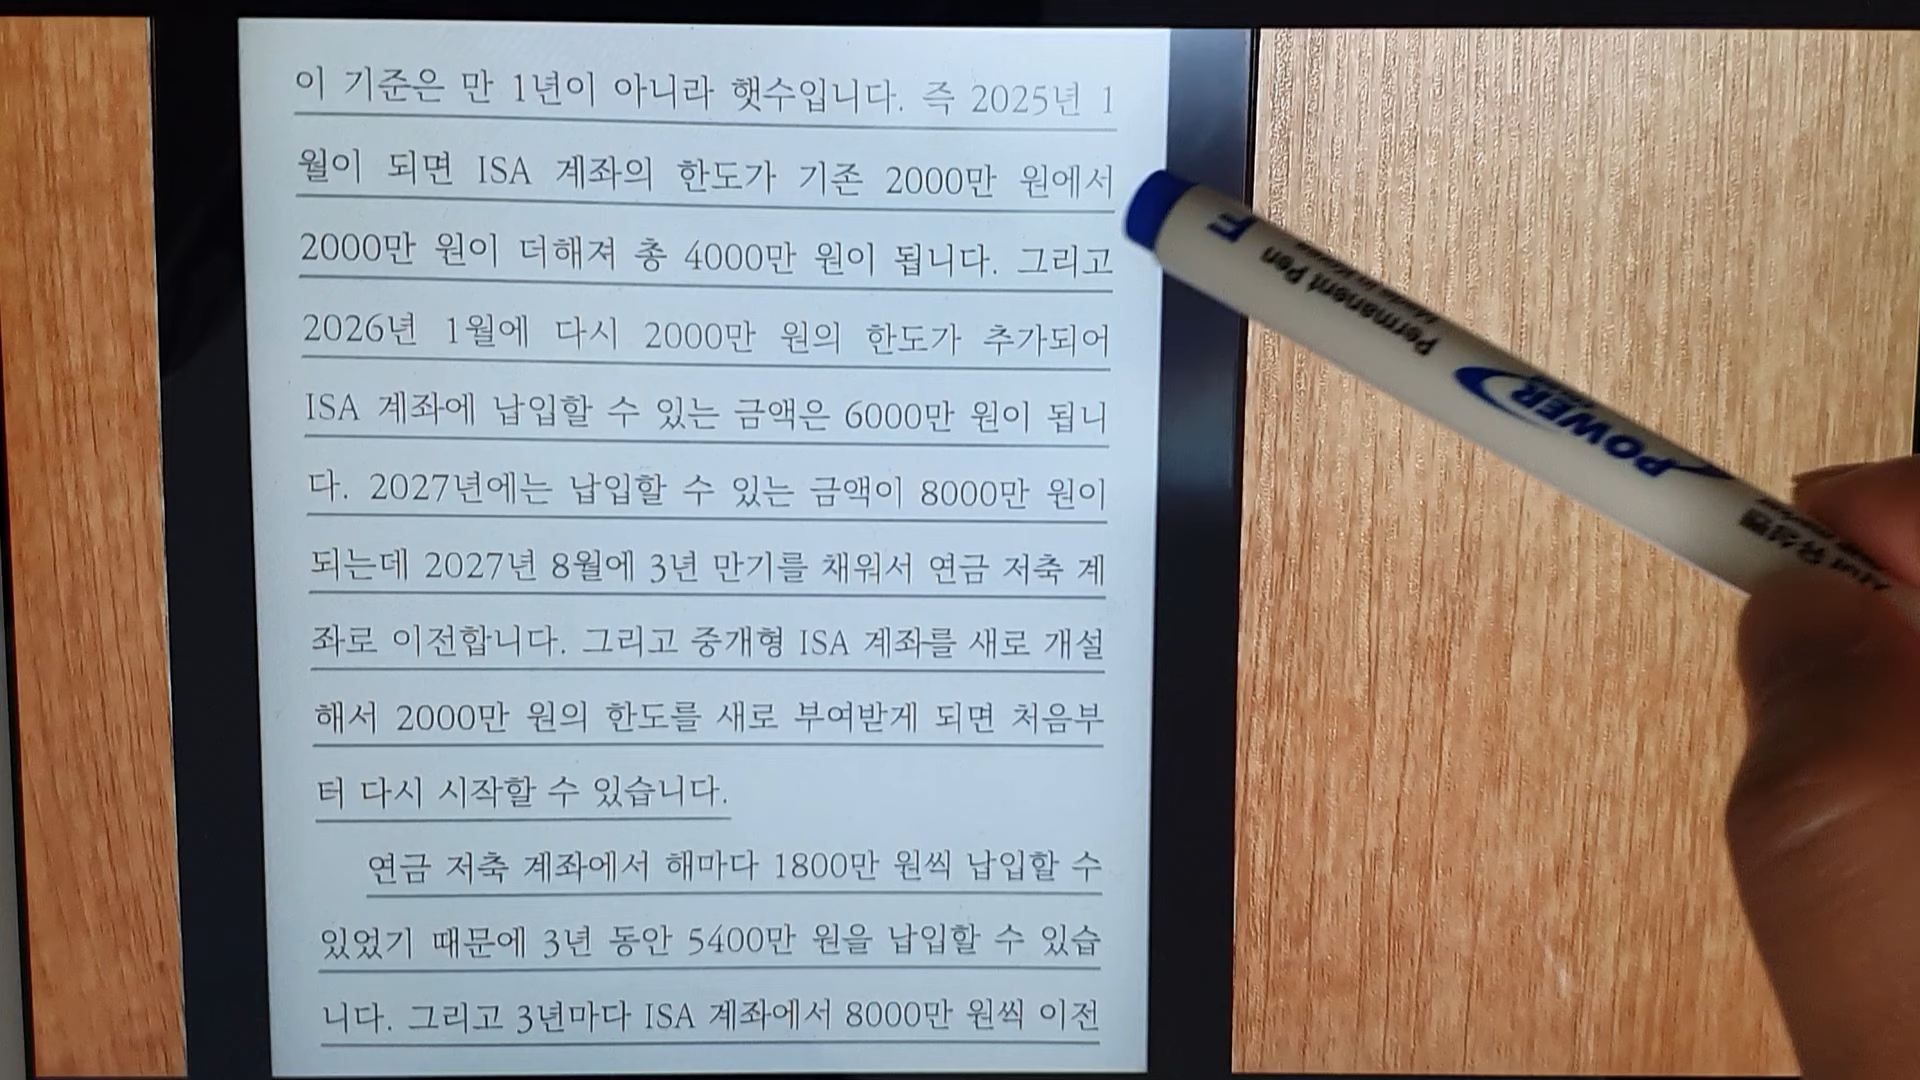 이 기준은 만 1년이 아니라 햇수입니다. 즉 2025년 1
월이 되면 ISA 계좌의 한도가 기존 2000만 원에서
2000만 원이 더해져 총 4000만 원이 됩니다. 그리고
2026년 1월에 다시 2000만 원의 한도가 추가되어
ISA 계좌에 납입할 수 있는 금액은 6000만 원이 됩니
다. 2027년에는 납입할 수 있는 금액이 8000만 원이
되는데 2027년 8월에 3년 만기를 채워서 연금 저축 계
좌로 이전합니다. 그리고 중개형 ISA 계좌를 새로 개설
해서 2000만 원의 한도를 새로 부여받게 되면 처음부
터 다시 시작할 수 있습니다.
연금 저축 계좌에서 해마다 1800만 원씩 납입할 수
있었기 때문에 3년 동안 5400만 원을 납입할 수 있습
니다. 그리고 3년마다 ISA 계좌에서 8000만 원씩 이전
F
Permanent Pen
POWER
유성펜